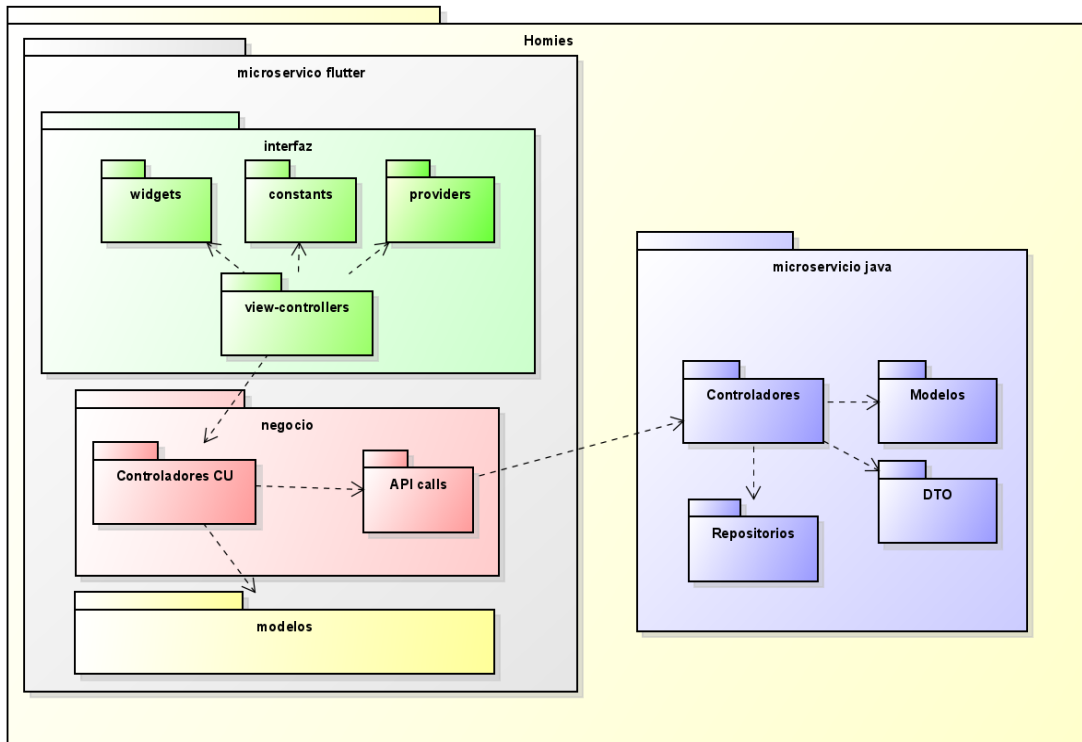 Homies
microservico flutter
interfaz
widgets
constants
providers
view-controllers
negocio
Controladores CU
API calls
modelos
microservicio java
Controladores
Modelos
DTO
Repositorios